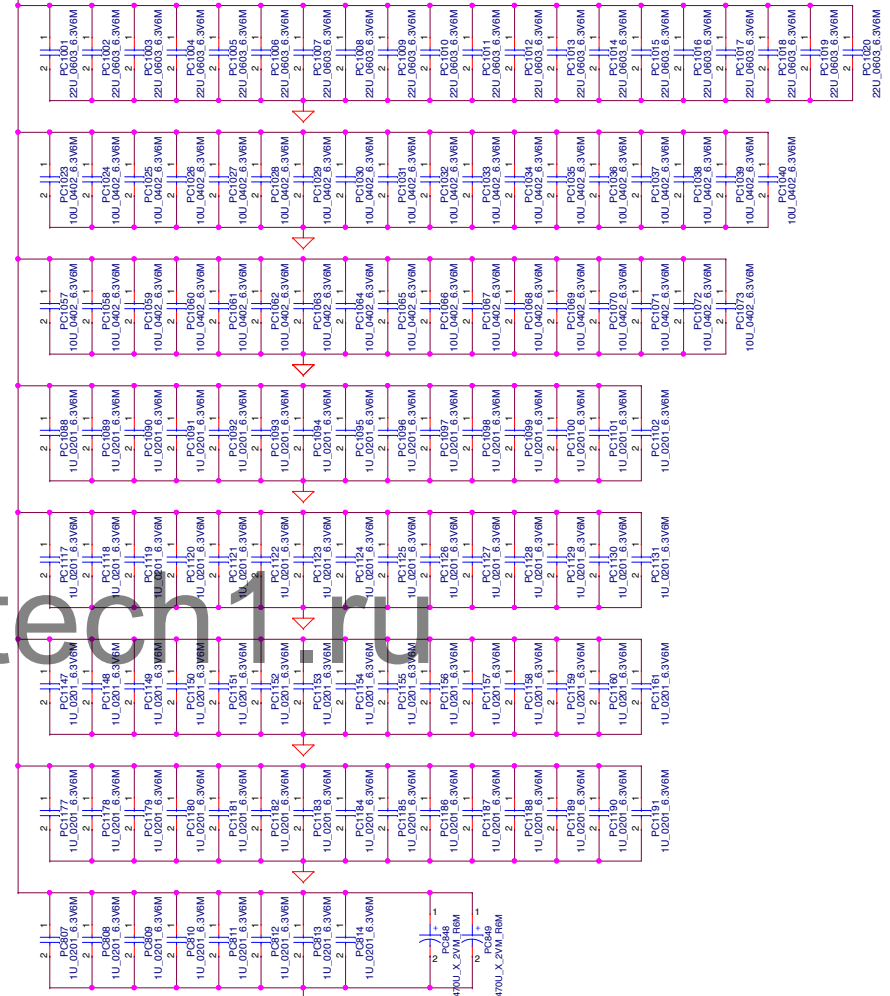 PC1001
22U_0603_6.3V6M
PC1002
22U_0603_6.3V6M
PC1003
22U_0603_6.3V6M
PC1004
22U_0603_6.3V6M
PC1005
22U_0603_6.3V6M
PC1006
22U_0603_6.3V6M
PC1007
22U_0603_6.3V6M
PC1008
22U_0603_6.3V6M
PC1009
22U_0603_6.3V6M
PC1010
22U_0603_6.3V6M
PC1011
22U_0603_6.3V6M
PC1012
22U_0603_6.3V6M
PC1013
22U_0603_6.3V6M
PC1014
22U_0603_6.3V6M
PC1015
22U_0603_6.3V6M
PC1016
22U_0603_6.3V6M
PC1017
22U_0603_6.3V6M
PC1018
22U_0603_6.3V6M
PC1019
22U_0603_6.3V6M
PC1020
22U_0603_6.3V6M
PC1023
10U_0402_6.3V6M
PC1024
10U_0402_6.3V6M
PC1025
10U_0402_6.3V6M
PC1026
10U_0402_6.3V6M
PC1027
10U_0402_6.3V6M
PC1028
10U_0402_6.3V6M
PC1029
10U_0402_6.3V6M
PC1030
10U_0402_6.3V6M
PC1031
10U_0402_6.3V6M
PC1032
10U_0402_6.3V6M
PC1033
10U_0402_6.3V6M
PC1034
10U_0402_6.3V6M
PC1035
10U_0402_6.3V6M
PC1036
10U_0402_6.3V6M
PC1037
10U_0402_6.3V6M
PC1038
10U_0402_6.3V6M
PC1039
10U_0402_6.3V6M
PC1040
10U_0402_6.3V6M
PC1057
10U_0402_6.3V6M
PC1058
10U_0402_6.3V6M
PC1059
10U_0402_6.3V6M
PC1060
10U_0402_6.3V6M
PC1061
10U_0402_6.3V6M
PC1062
10U_0402_6.3V6M
PC1063
10U_0402_6.3V6M
PC1064
10U_0402_6.3V6M
PC1065
10U_0402_6.3V6M
PC1066
10U_0402_6.3V6M
PC1067
10U_0402_6.3V6M
PC1068
10U_0402_6.3V6M
PC1069
10U_0402_6.3V6M
PC1070
10U_0402_6.3V6M
PC1071
10U_0402_6.3V6M
PC1072
10U_0402_6.3V6M
PC1073
10U_0402_6.3V6M
PC1088
1U_0201_6.3V6M
PC1089
1U_0201_6.3V6M
PC1090
1U_0201_6.3V6M
PC1091
1U_0201_6.3V6M
PC1092
1U_0201_6.3V6M
PC1093
1U_0201_6.3V6M
PC1094
1U_0201_6.3V6M
PC1095
1U_0201_6.3V6M
PC1096
1U_0201_6.3V6M
PC1097
1U_0201_6.3V6M
PC1098
1U_0201_6.3V6M
PC1099
1U_0201_6.3V6M
PC1100
1U_0201_6.3V6M
PC1101
1U_0201_6.3V6M
PC1102
1U_0201_6.3V6M
PC1117
1U_0201_6.3V6M
PC1118
1U_0201_6.3V6M
PC1119
1U_0201_6.3V6M
PC1120
1U_0201_6.3V6M
PC1121
1U_0201_6.3V6M
PC1122
1U_0201_6.3V6M
PC1123
1U_0201_6.3V6M
PC1124
1U_0201_6.3V6M
PC1125
1U_0201_6.3V6M
PC1126
1U_0201_6.3V6M
PC1127
1U_0201_6.3V6M
PC1128
1U_0201_6.3V6M
PC1129
1U_0201_6.3V6M
PC1130
1U_0201_6.3V6M
PC1131
1U_0201_6.3V6M
tech1.ru
PC1147
1U_0201_6.3V6M
PC1148
1U_0201_6.3V6M
PC1149
1U_0201_6.3V6M
PC1150
1U_0201_6.3V6M
PC1151
1U_0201_6.3V6M
PC1152
1U_0201_6.3V6M
PC1153
1U_0201_6.3V6M
PC1154
1U_0201_6.3V6M
PC1155
1U_0201_6.3V6M
PC1156
1U_0201_6.3V6M
PC1157
1U_0201_6.3V6M
PC1158
1U_0201_6.3V6M
PC1159
1U_0201_6.3V6M
PC1160
1U_0201_6.3V6M
PC1161
1U_0201_6.3V6M
PC1177
1U_0201_6.3V6M
PC1178
1U_0201_6.3V6M
PC1179
1U_0201_6.3V6M
PC1180
1U_0201_6.3V6M
PC1181
1U_0201_6.3V6M
PC1182
1U_0201_6.3V6M
PC1183
1U_0201_6.3V6M
PC1184
1U_0201_6.3V6M
PC1185
1U_0201_6.3V6M
PC1186
1U_0201_6.3V6M
PC1187
1U_0201_6.3V6M
PC1188
1U_0201_6.3V6M
PC1189
1U_0201_6.3V6M
PC1190
1U_0201_6.3V6M
PC1191
1U_0201_6.3V6M
PC807
1U_0201_6.3V6M
PC808
1U_0201_6.3V6M
PC809
1U_0201_6.3V6M
PC810
1U_0201_6.3V6M
PC811
1U_0201_6.3V6M
PC812
1U_0201_6.3V6M
PC813
1U_0201_6.3V6M
PC814
1U_0201_6.3V6M
PC848
470U_X_2VM_R6M
PC849
470U_X_2VM_R6M